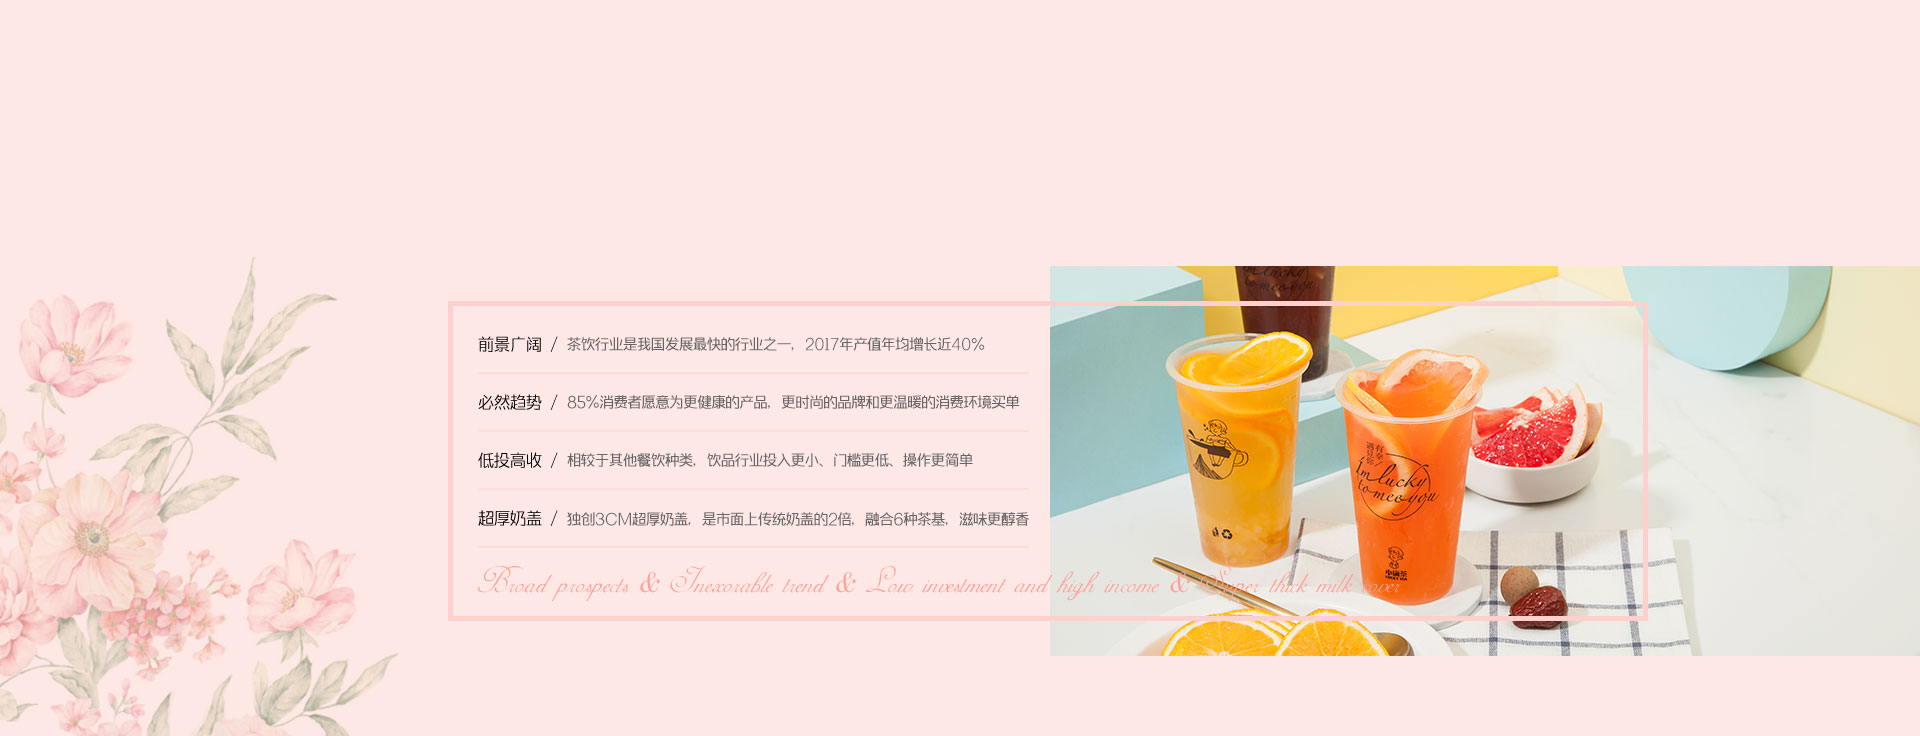 前景广阔 / 茶饮行业是我国发展最快的行业之一，2017年产值年均增长近40%
必然趋势 / 85%消费者愿意为更健康的产品，更时尚的品牌和更温暖的消费环境买单
低投高收 / 相较于其他餐饮种类，饮品行业投入更小、门槛更低、操作更简单
超厚奶盖 / 独创3CM超厚奶盖，是市面上传统奶盖的2倍，融合6种茶基，滋味更醇香
Broad prospects & Inexorable trend & Low investment and high income & Super thick milk cover
lucky
to meo you
有幸
遇见你
I'm lucky
to meo you